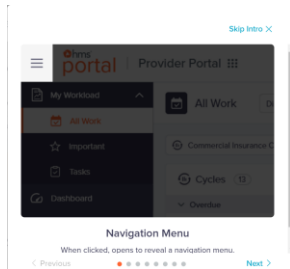 Skip Intro ×
Ohms
portal | Provider Portal
My Workload
All Work
All Work
Important
Commercial Insurance C
Tasks
Cycles 13
Dashboard
Overdue
Navigation Menu
When clicked, opens to reveal a navigation menu.
< Previous
Next >